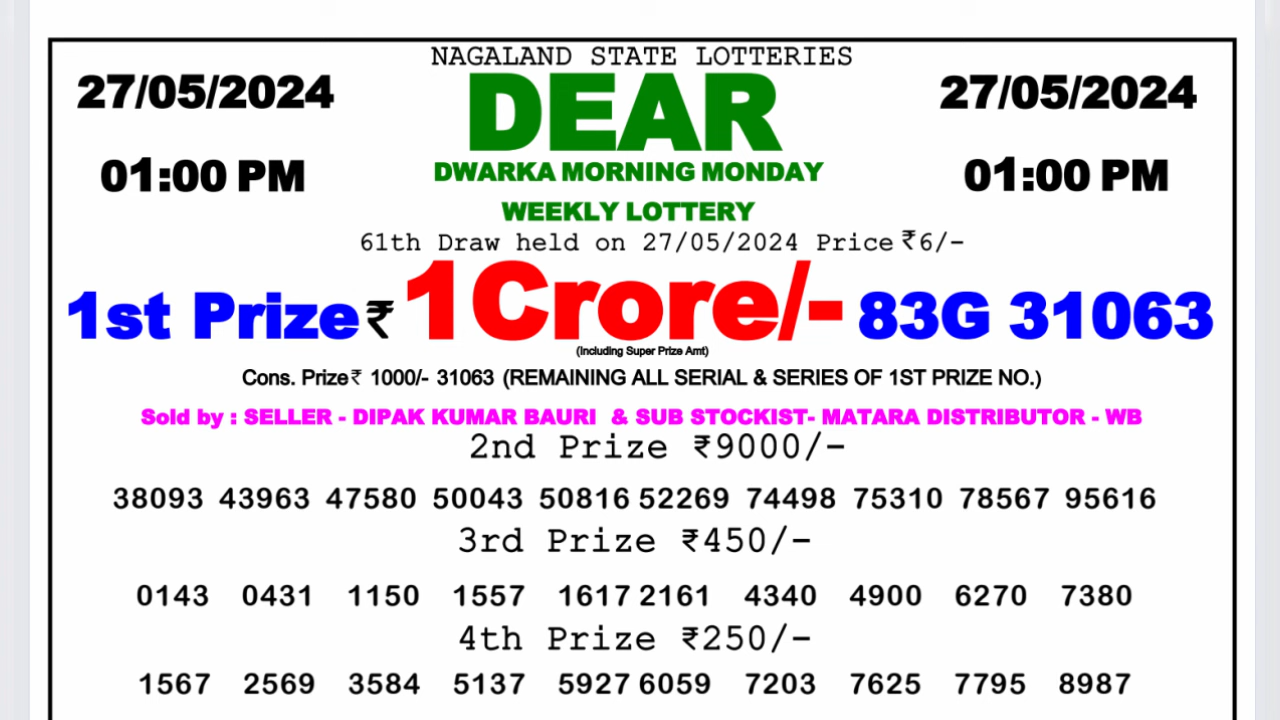 NAGALAND STATE LOTTERIES
27/05/2024 DEAR 27/05/2024
01:00 PM DWARKA MORNING MONDAY 01:00 PM
WEEKLY LOTTERY
61th Draw held on 27/05/2024 Price ₹6/-
1st Prize ₹ 1Crore/- 83G 31063
(Including Super Prize Amt)
Cons. Prize ₹ 1000/- 31063 (REMAINING ALL SERIAL & SERIES OF 1ST PRIZE NO.)
Sold by : SELLER - DIPAK KUMAR BAURI & SUB STOCKIST- MATARA DISTRIBUTOR - WB
2nd Prize ₹9000/-
38093 43963 47580 50043 50816 52269 74498 75310 78567 95616
3rd Prize ₹450/-
0143 0431 1150 1557 1617 2161 4340 4900 6270 7380
4th Prize ₹250/-
1567 2569 3584 5137 5927 6059 7203 7625 7795 8987